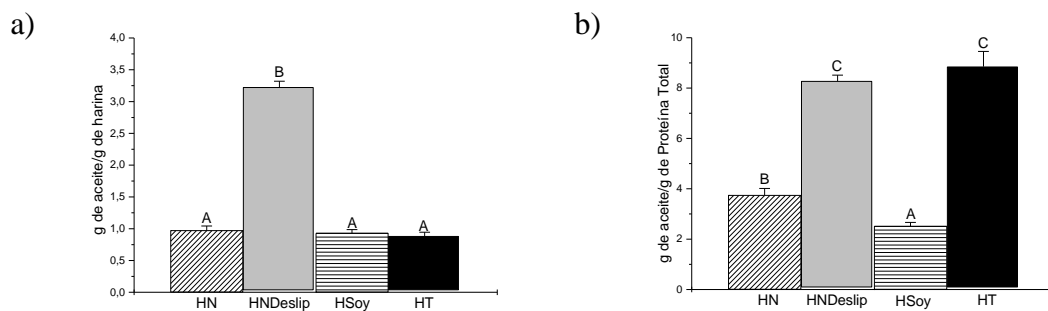 a)
g de aceite/g de harina
4,0
3,5
3,0
2,5
2,0
1,5
1,0
0,5
0,0
A
B
A
A
HN
HNDeslip
HSoy
HT
b)
g de aceite/g de Proteína Total
10
8
6
4
2
0
B
C
A
C
HN
HNDeslip
HSoy
HT